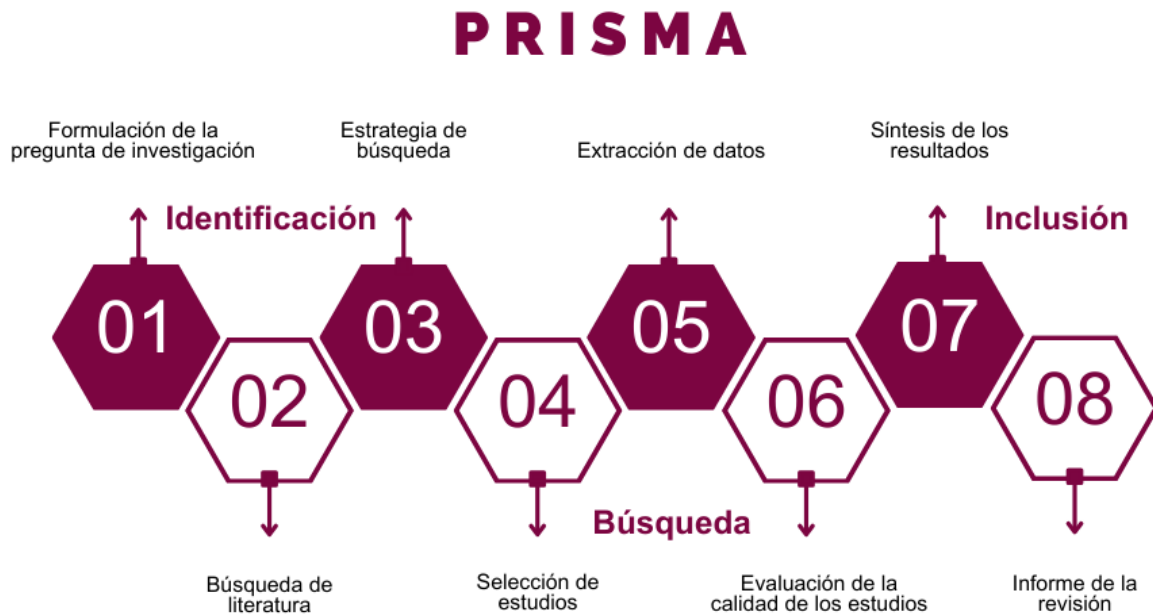 PRISMA
Formulación de la
pregunta de investigación
Estrategia de
búsqueda
Extracción de datos
Síntesis de los
resultados
Identificación
Inclusión
01
03
05
07
02
04
06
08
Búsqueda
Búsqueda de
literatura
Selección de
estudios
Evaluación de la
calidad de los estudios
Informe de la
revisión